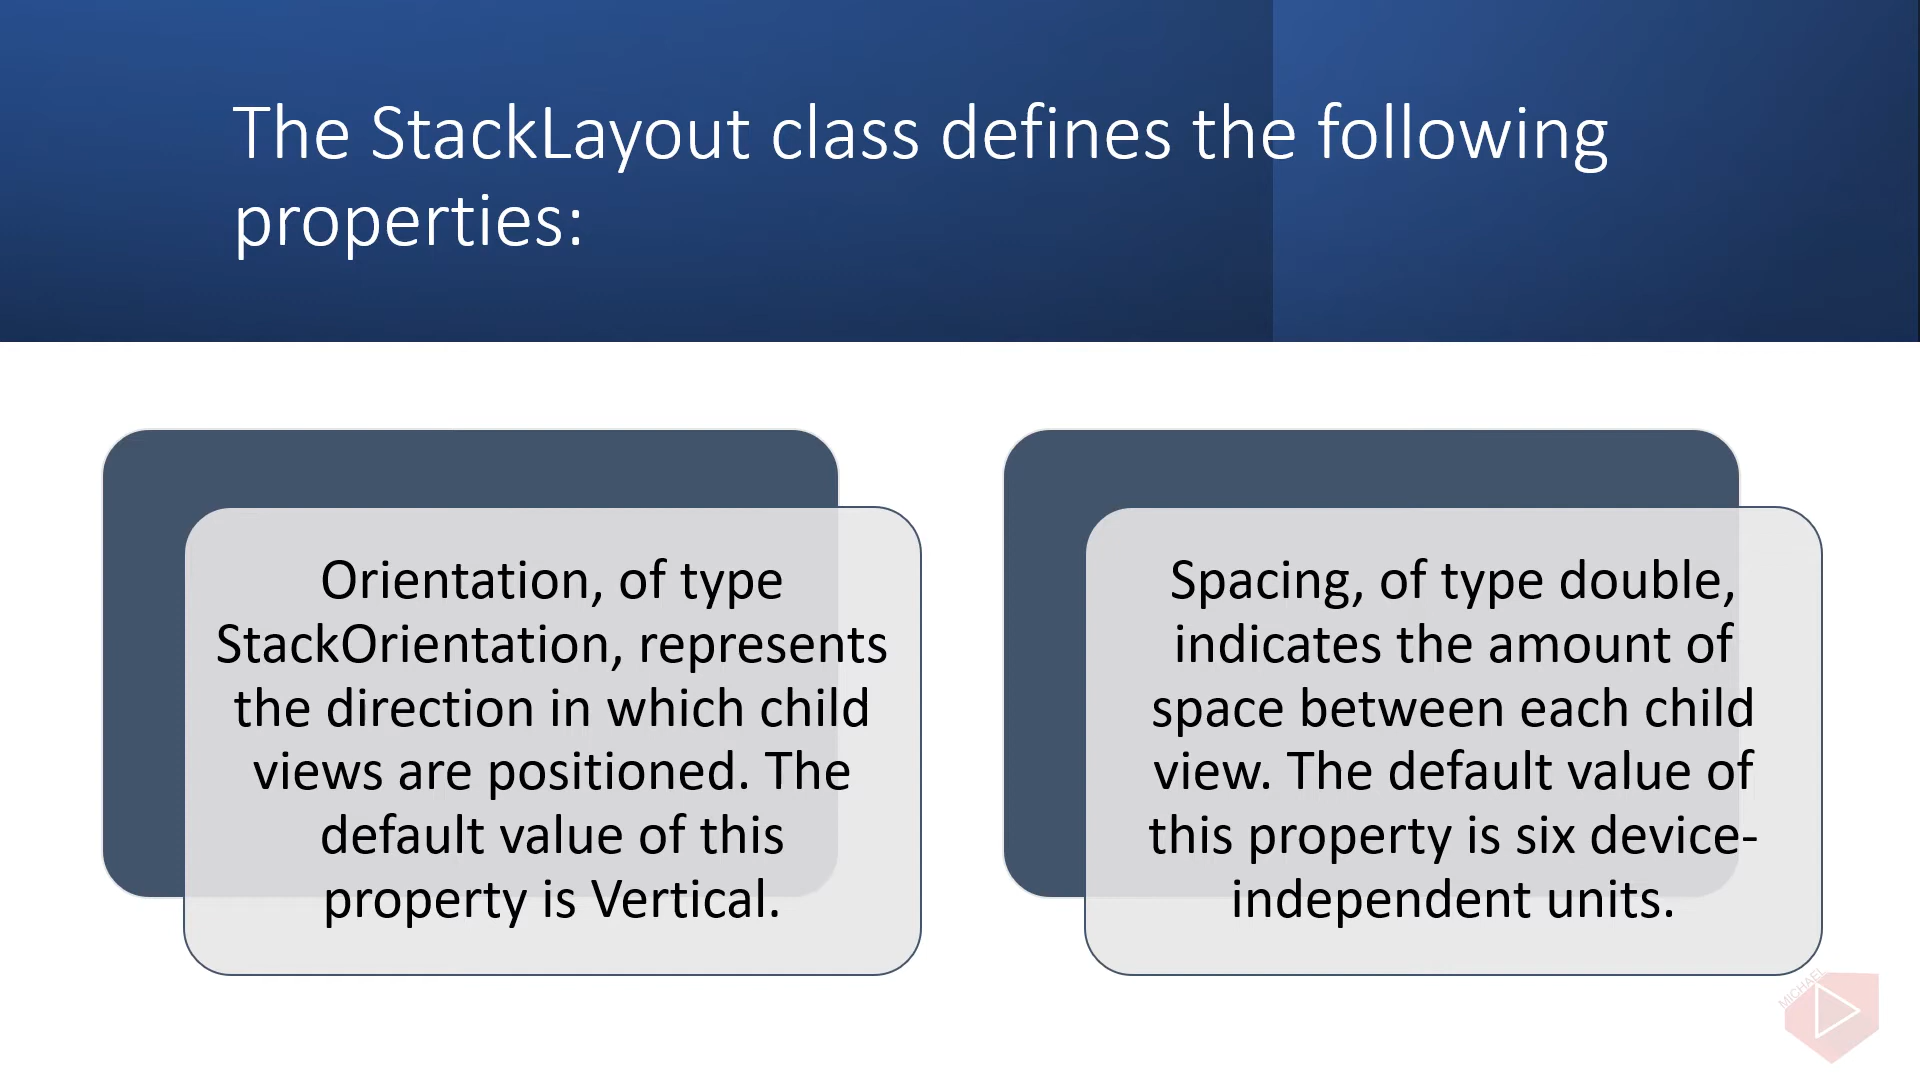 The StackLayout class defines the following
properties:
Orientation, of type
StackOrientation, represents
the direction in which child
views are positioned. The
default value of this
property is Vertical.
Spacing, of type double,
indicates the amount of
space between each child
view. The default value of
this property is six device-
independent units.
MICHAEL